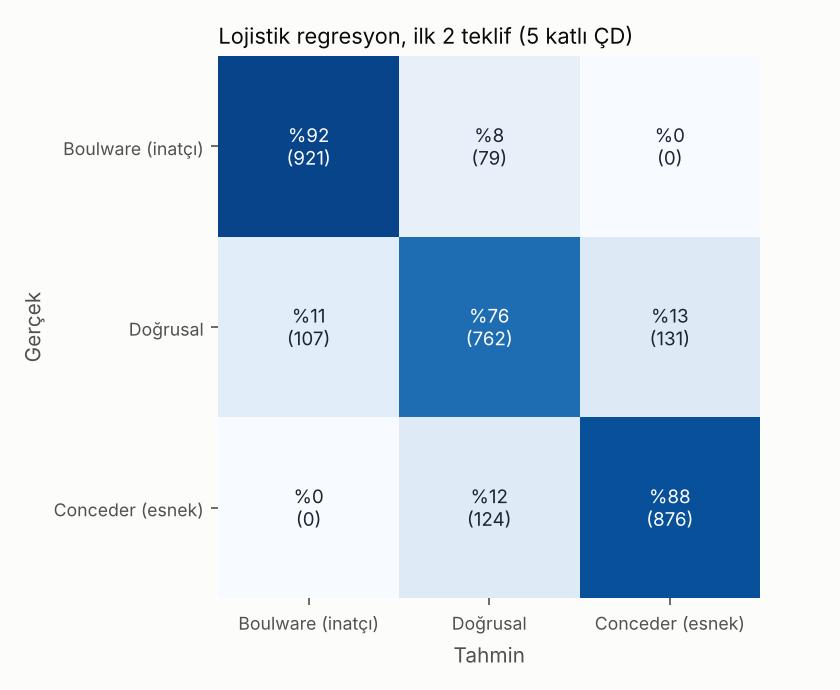 Lojistik regresyon, ilk 2 teklif (5 katlı ÇD)
Gerçek
Boulware (inatçı)
%92
(921)
%8
(79)
%0
(0)
Doğrusal
%11
(107)
%76
(762)
%13
(131)
Conceder (esnek)
%0
(0)
%12
(124)
%88
(876)
Boulware (inatçı)
Doğrusal
Conceder (esnek)
Tahmin